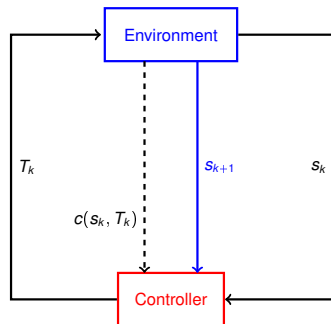 Environment
T_k
s_{k+1}
s_k
c(s_k, T_k)
Controller